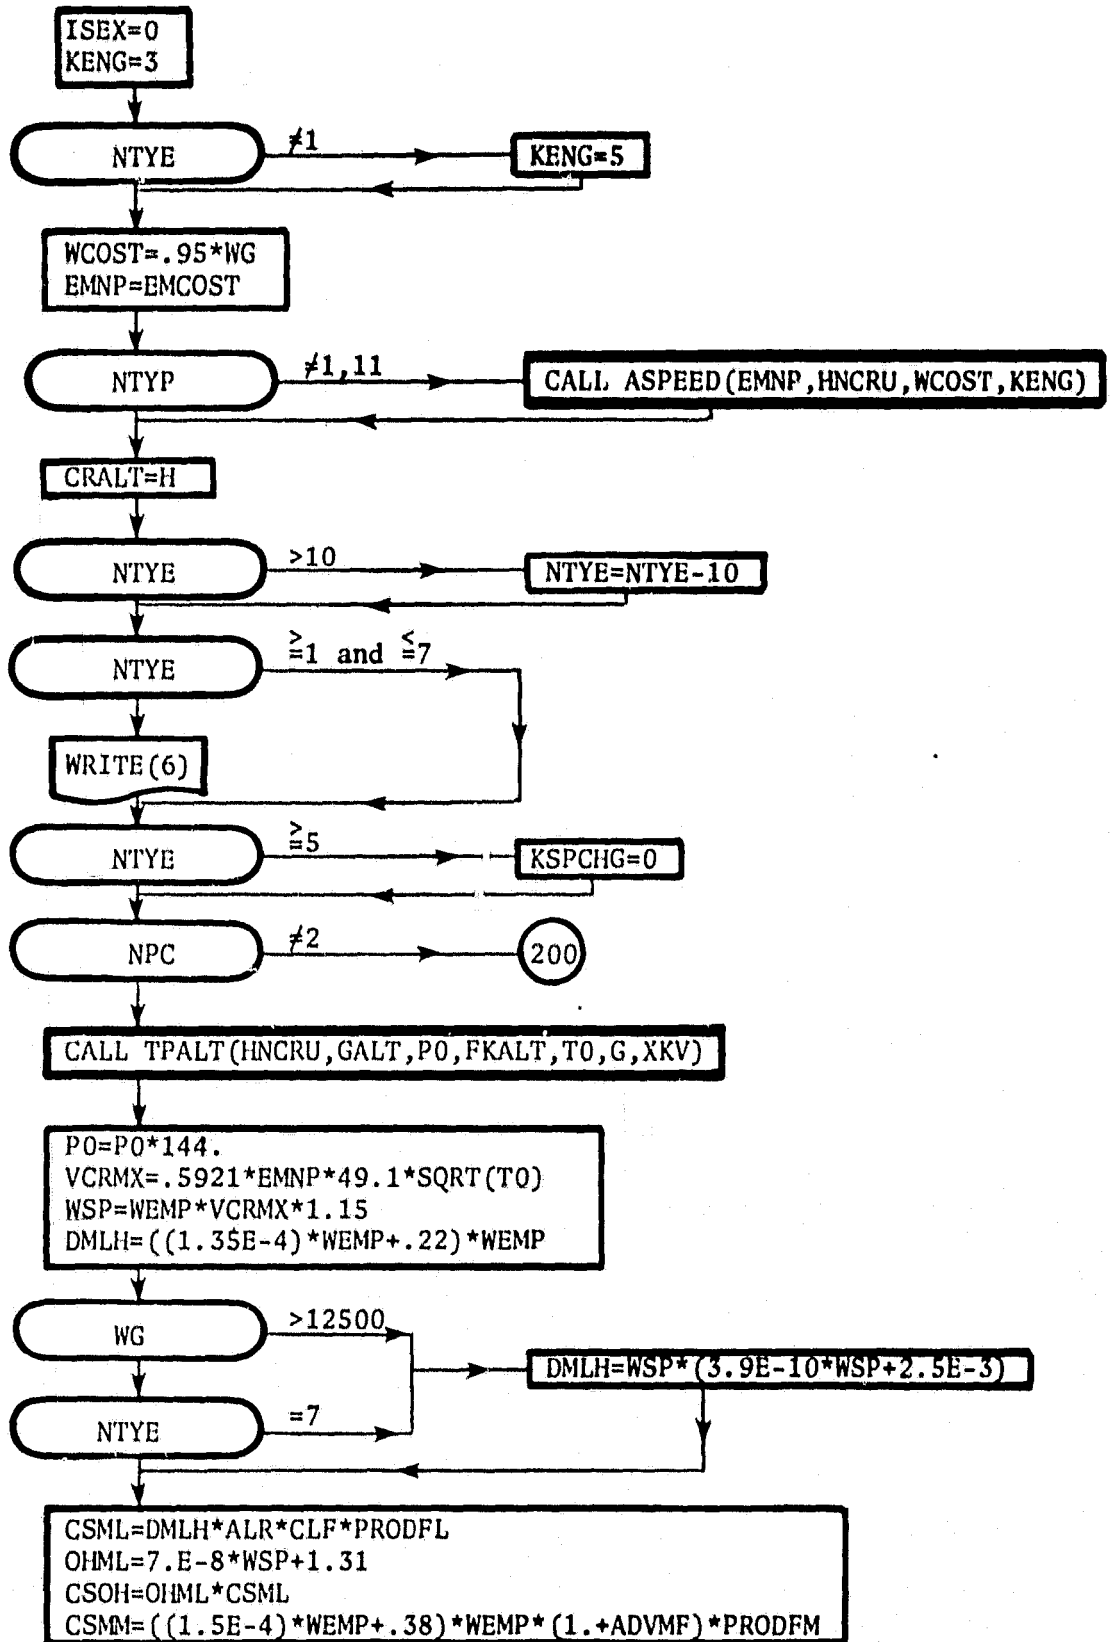 ISEX=0
KENG=3
NTYE
≠1
KENG=5
WCOST=.95*WG
EMNP=EMCOST
NTYP
≠1,11
CALL ASPEED(EMNP,HNCRU,WCOST,KENG)
CRALT=H
NTYE
>10
NTYE=NTYE-10
NTYE
≥1 and ≤7
WRITE(6)
NTYE
≥5
KSPCHG=0
NPC
≠2
200
CALL TPALT(HNCRU,GALT,P0,FKALT,T0,G,XKV)
P0=P0*144.
VCRMX=.5921*EMNP*49.1*SQRT(T0)
WSP=WEMP*VCRMX*1.15
DMLH=((1.35E-4)*WEMP+.22)*WEMP
WG
>12500
DMLH=WSP*(3.9E-10*WSP+2.5E-3)
NTYE
=7
CSML=DMLH*ALR*CLF*PRODFL
OHML=7.E-8*WSP+1.31
CSOH=OHML*CSML
CSMM=((1.5E-4)*WEMP+.38)*WEMP*(1.+ADVMF)*PRODFM